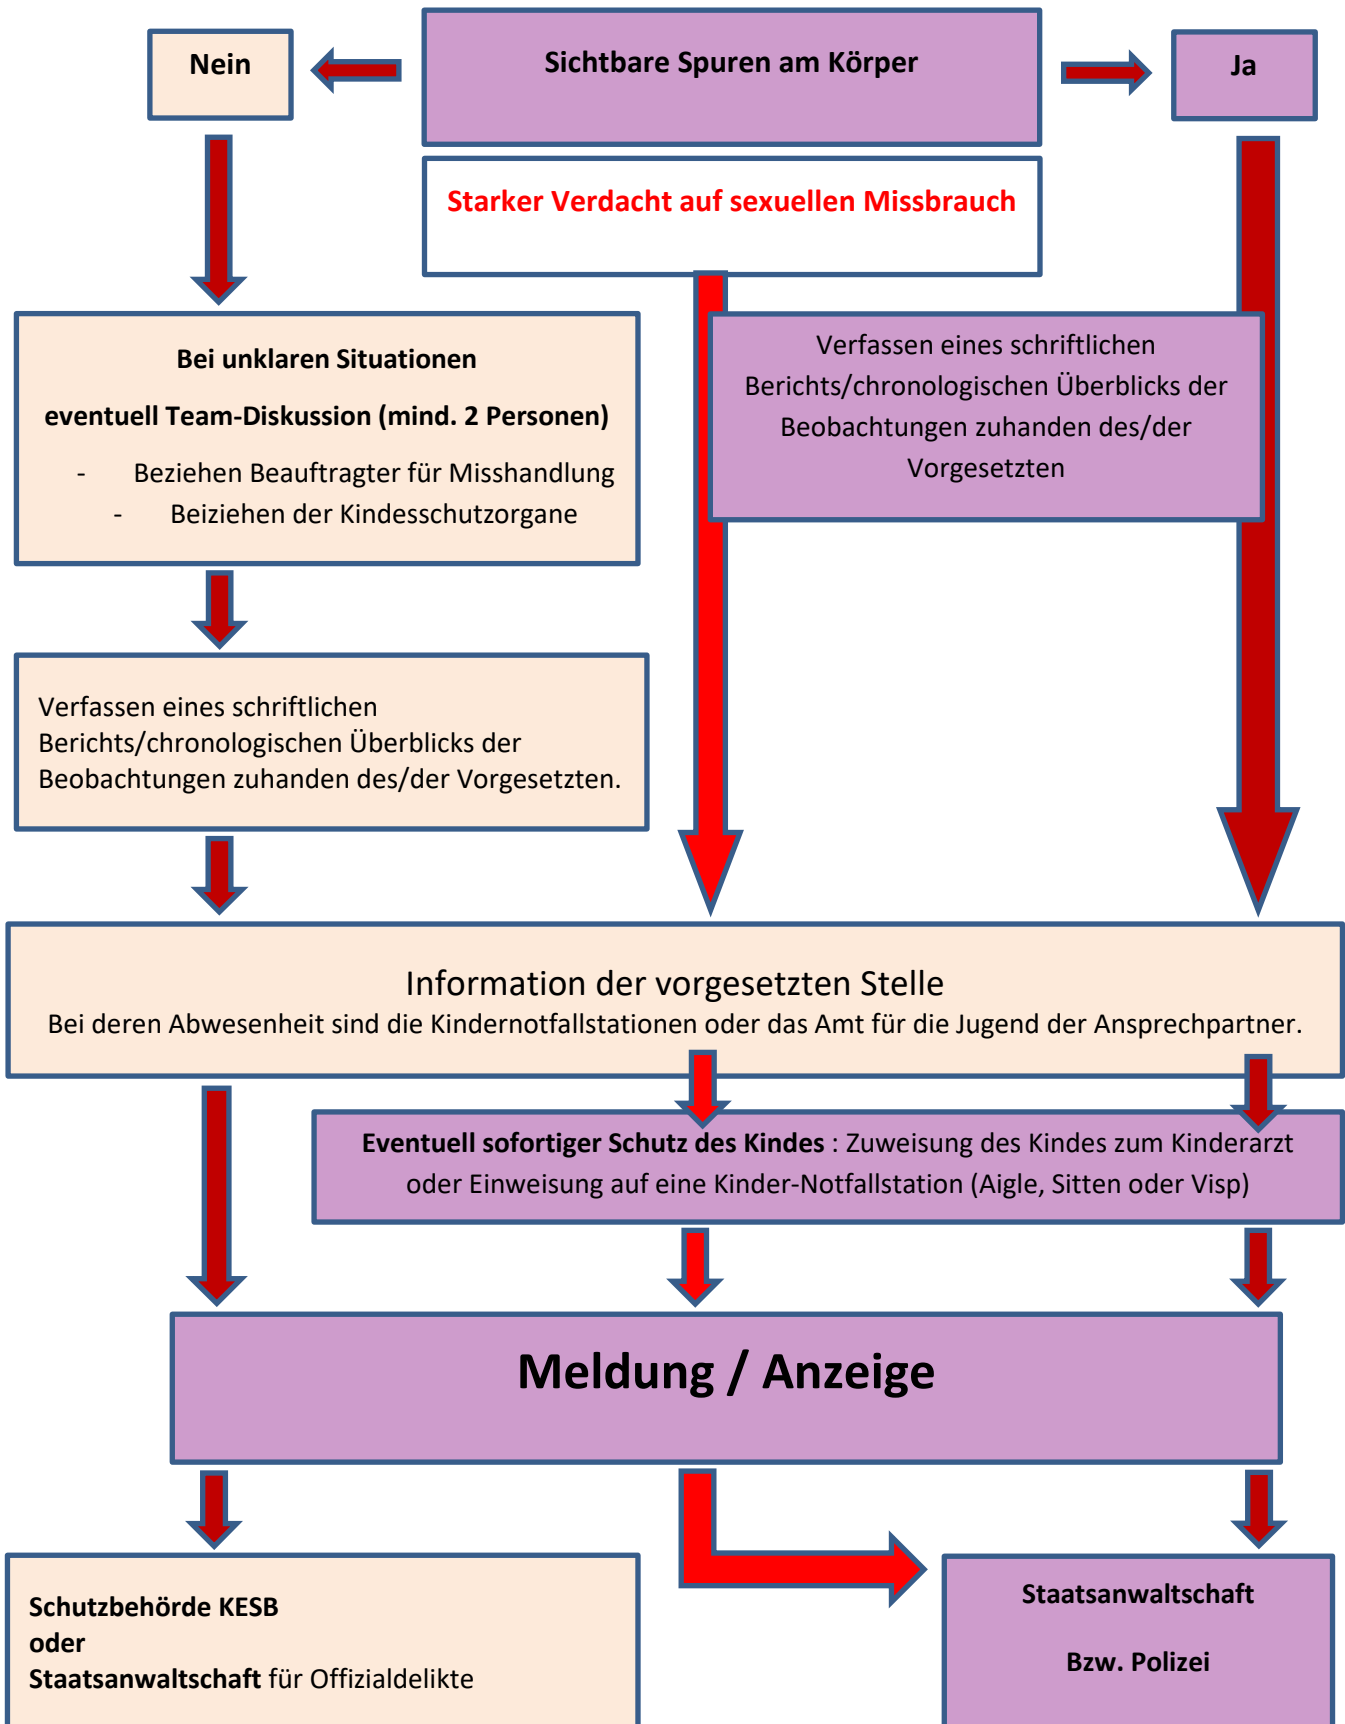 Nein
Sichtbare Spuren am Körper
Ja
Starker Verdacht auf sexuellen Missbrauch
Bei unklaren Situationen
eventuell Team-Diskussion (mind. 2 Personen)
- Beziehen Beauftragter für Misshandlung
- Beiziehen der Kindesschutzorgane
Verfassen eines schriftlichen
Berichts/chronologischen Überblicks der
Beobachtungen zuhanden des/der
Vorgesetzten
Verfassen eines schriftlichen
Berichts/chronologischen Überblicks der
Beobachtungen zuhanden des/der Vorgesetzten.
Information der vorgesetzten Stelle
Bei deren Abwesenheit sind die Kindernotfallstationen oder das Amt für die Jugend der Ansprechpartner.
Eventuell sofortiger Schutz des Kindes : Zuweisung des Kindes zum Kinderarzt
oder Einweisung auf eine Kinder-Notfallstation (Aigle, Sitten oder Visp)
Meldung / Anzeige
Schutzbehörde KESB
oder
Staatsanwaltschaft für Offizialdelikte
Staatsanwaltschaft
Bzw. Polizei